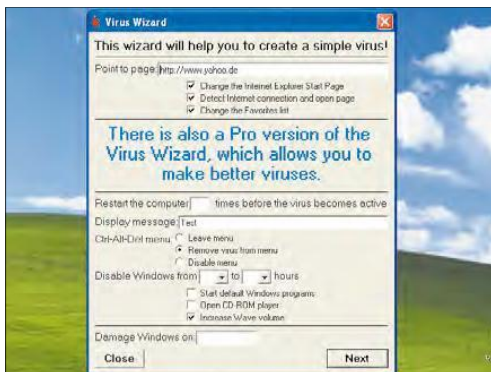 Virus Wizard
This wizard will help you to create a simple virus!
Point to page: http://www.yahoo.de
Change the Internet Explorer Start Page
Detect Internet connection and open page
Change the Favorites list
There is also a Pro version of the
Virus Wizard, which allows you to
make better viruses.
Restart the computer times before the virus becomes active
Display message: Test
Ctrl-Alt-Del menu: Leave menu
Remove virus from menu
Disable menu
Disable Windows from to hours
Start default Windows programs
Open CD-ROM player
Increase Wave volume
Damage Windows on:
Close Next